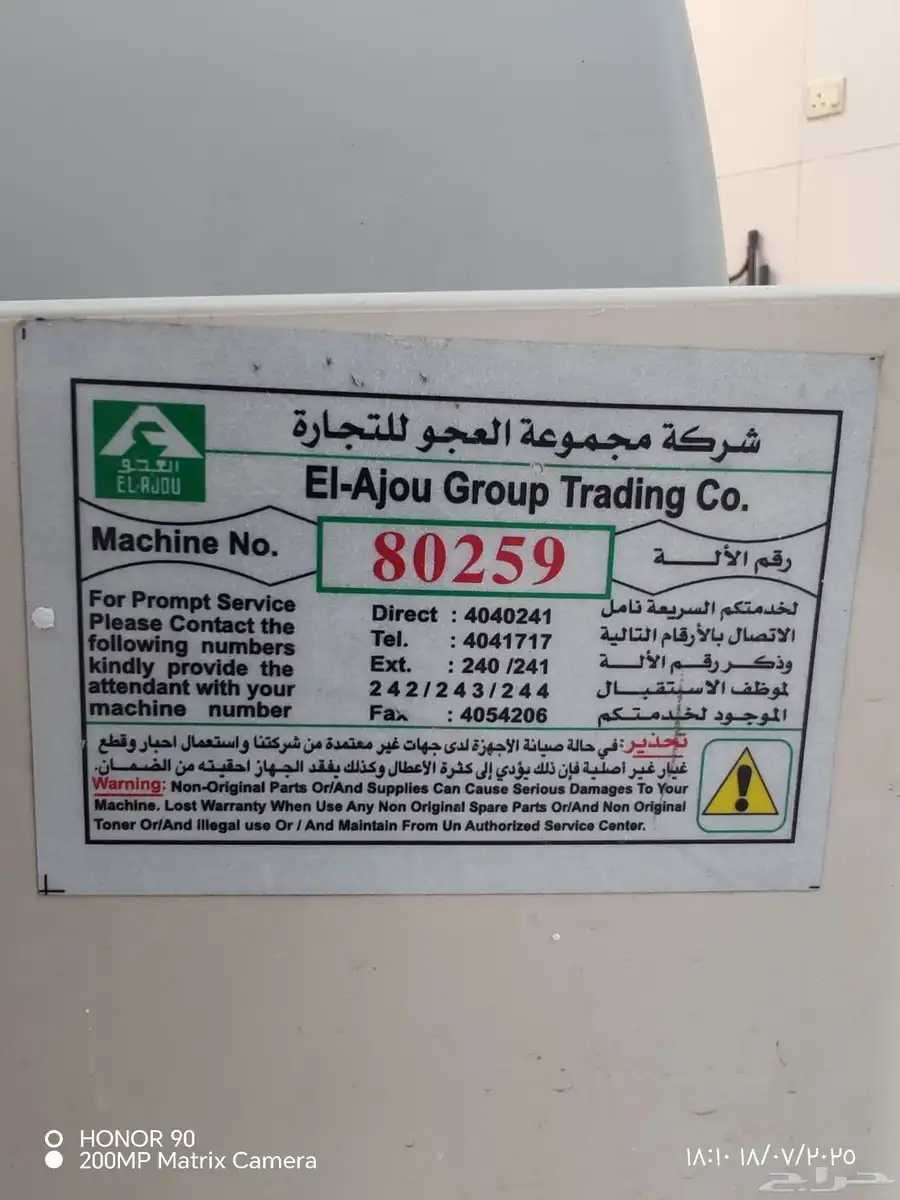 العجو
EL-AJOU
شركة مجموعة العجو للتجارة
El-Ajou Group Trading Co.
Machine No.
80259
رقم الألة
For Prompt Service
Please Contact the
following numbers
kindly provide the
attendant with your
machine number
Direct : 4040241
Tel. : 4041717
Ext. : 240 /241
242/243/244
Fax : 4054206
لخدمتكم السريعة نامل
الاتصال بالأرقام التالية
وذكر رقم الألة
لموظف الاستقبال
الموجود لخدمتكم
تحذير: في حالة صيانة الاجهزة لدى جهات غير معتمدة من شركتنا واستعمال احبار وقطع
غيار غير أصلية فإن ذلك يؤدي إلى كثرة الأعطال وكذلك يفقد الجهاز احقيته من الضمان.
Warning: Non-Original Parts Or/And Supplies Can Cause Serious Damages To Your
Machine. Lost Warranty When Use Any Non Original Spare Parts Or/And Non Original
Toner Or/And illegal use Or / And Maintain From Un Authorized Service Center.
HONOR 90
200MP Matrix Camera
١٨:١٠ ١٨/٠٧/٢٠٢٥
حراج